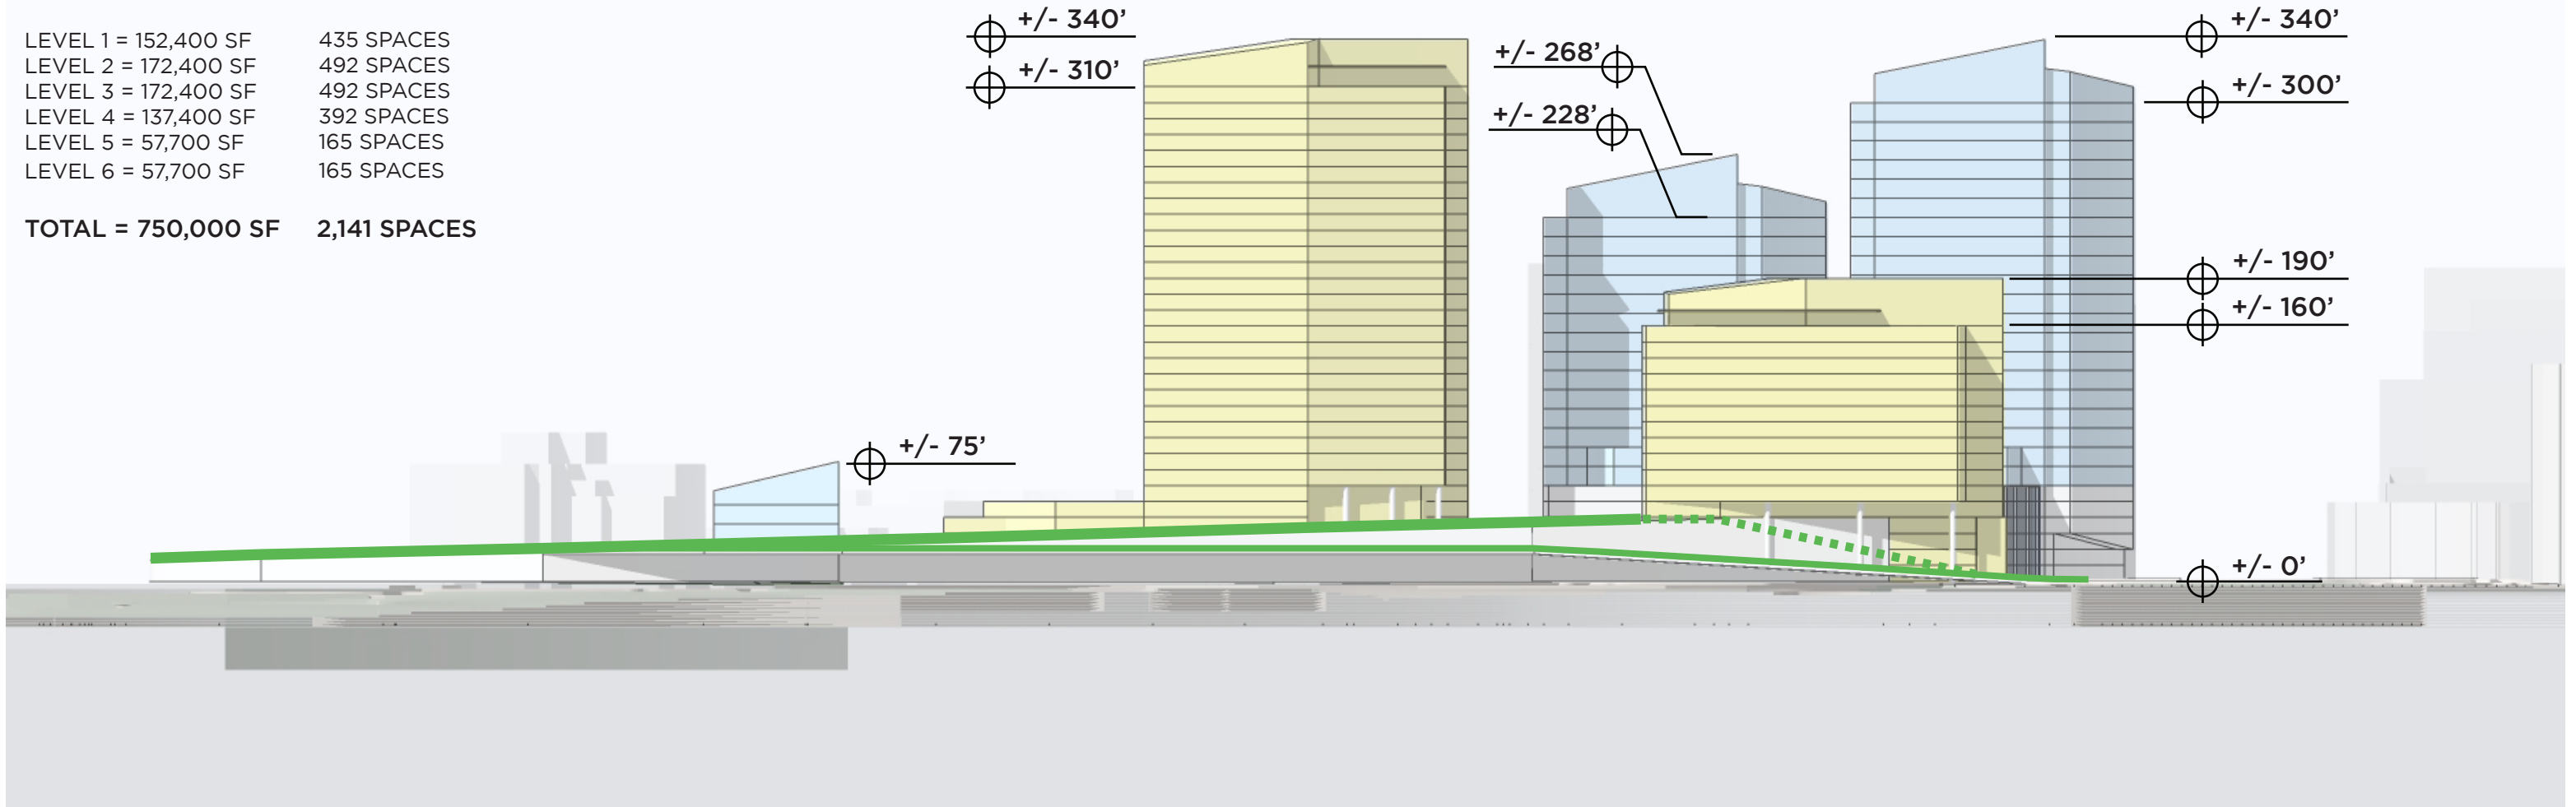 LEVEL 1 = 152,400 SF 435 SPACES
LEVEL 2 = 172,400 SF 492 SPACES
LEVEL 3 = 172,400 SF 492 SPACES
LEVEL 4 = 137,400 SF 392 SPACES
LEVEL 5 = 57,700 SF 165 SPACES
LEVEL 6 = 57,700 SF 165 SPACES
TOTAL = 750,000 SF 2,141 SPACES
+/- 340’
+/- 310’
+/- 268’
+/- 228’
+/- 340’
+/- 300’
+/- 190’
+/- 160’
+/- 75’
+/- 0’